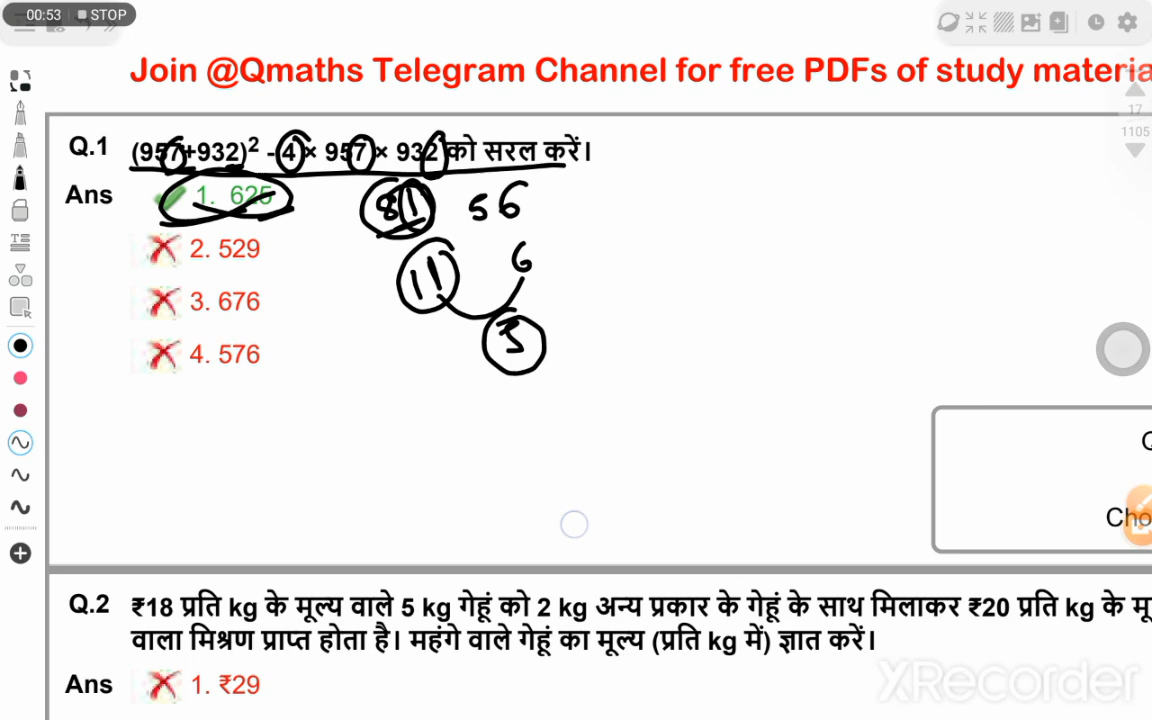 00:53 STOP
Join @Qmaths Telegram Channel for free PDFs of study materia
17
1105
Q.1 (957+932)² - 4 × 957 × 932 को सरल करें।
Ans 1. 625
81 56
2. 529
11 6
3. 676
5
4. 576
Q
Cho
Q.2 ₹18 प्रति kg के मूल्य वाले 5 kg गेहूं को 2 kg अन्य प्रकार के गेहूं के साथ मिलाकर ₹20 प्रति kg के मू
वाला मिश्रण प्राप्त होता है। महंगे वाले गेहूं का मूल्य (प्रति kg में) ज्ञात करें।
Ans 1. ₹29
XRecorder